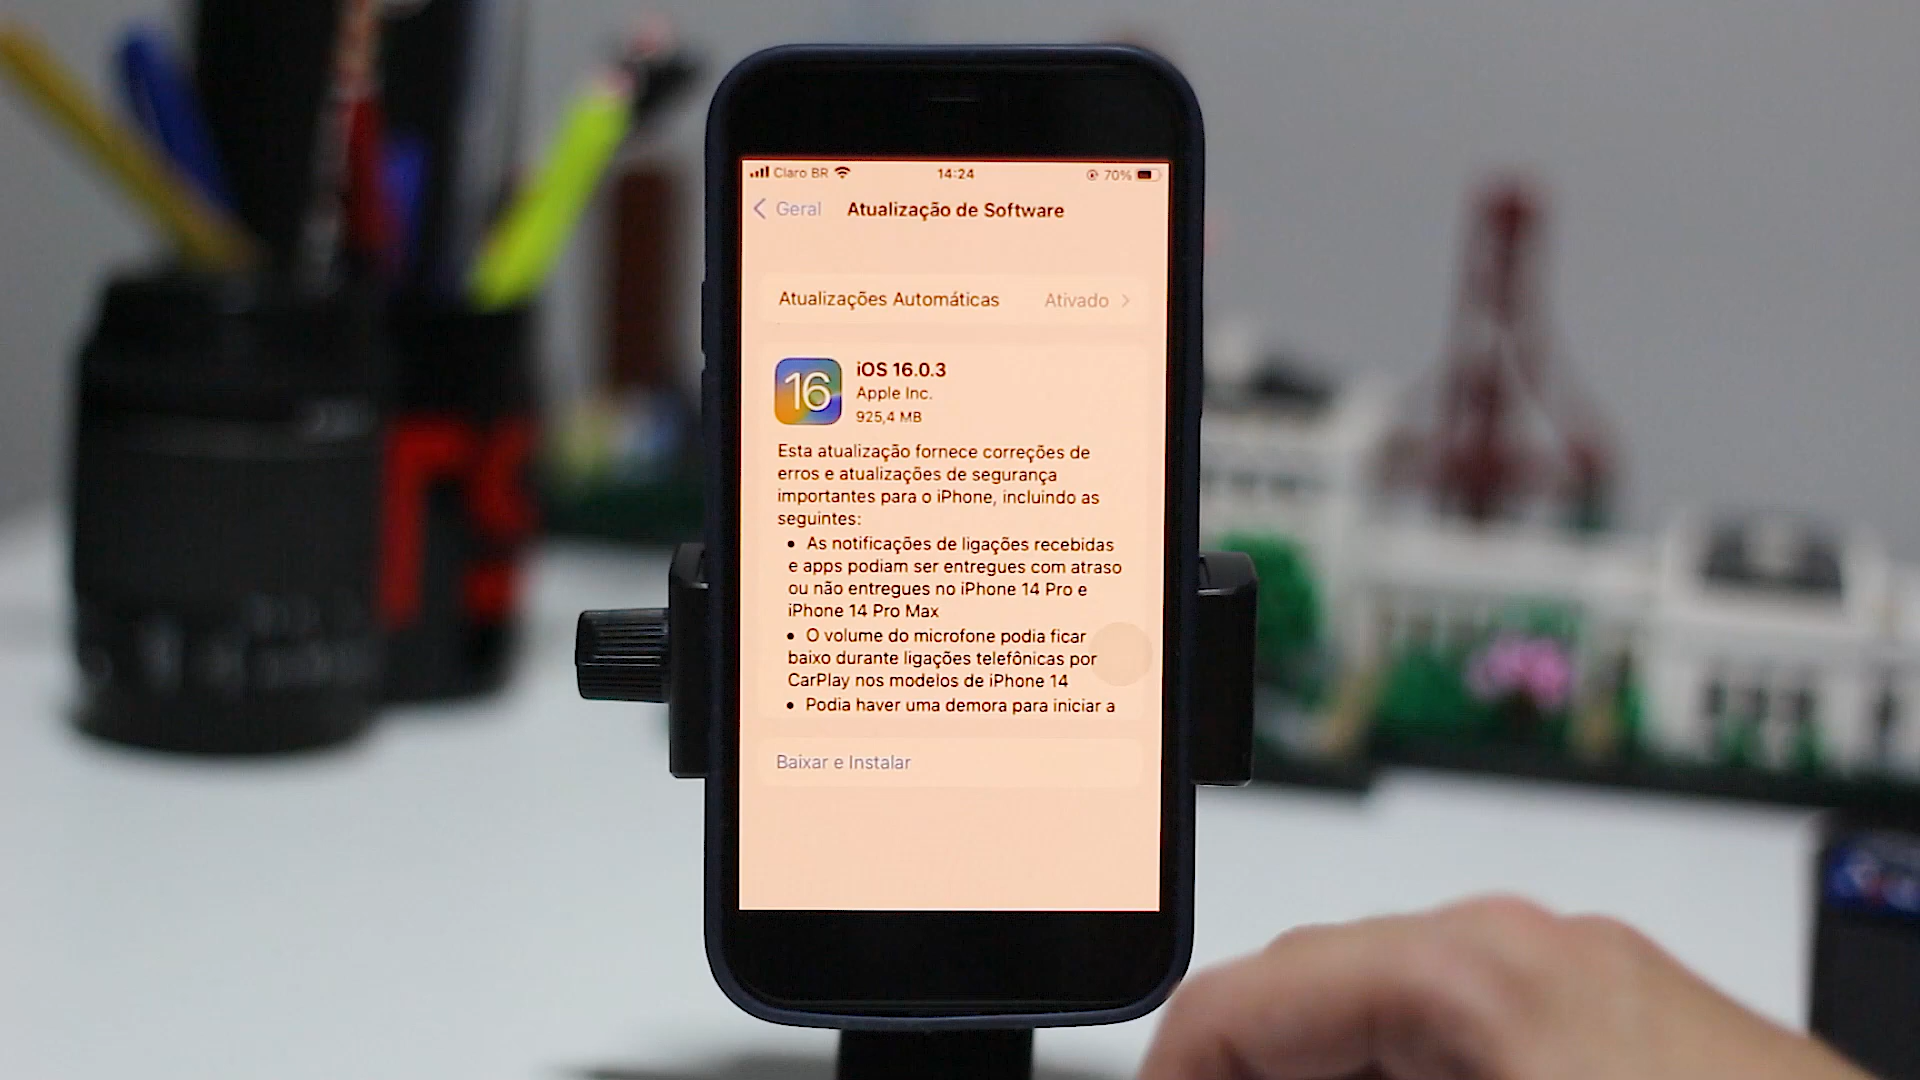 Claro BR
14:24
70%
Geral
Atualização de Software
Atualizações Automáticas
Ativado
16
iOS 16.0.3
Apple Inc.
925,4 MB
Esta atualização fornece correções de
erros e atualizações de segurança
importantes para o iPhone, incluindo as
seguintes:
• As notificações de ligações recebidas
e apps podiam ser entregues com atraso
ou não entregues no iPhone 14 Pro e
iPhone 14 Pro Max
• O volume do microfone podia ficar
baixo durante ligações telefônicas por
CarPlay nos modelos de iPhone 14
• Podia haver uma demora para iniciar a
Baixar e Instalar